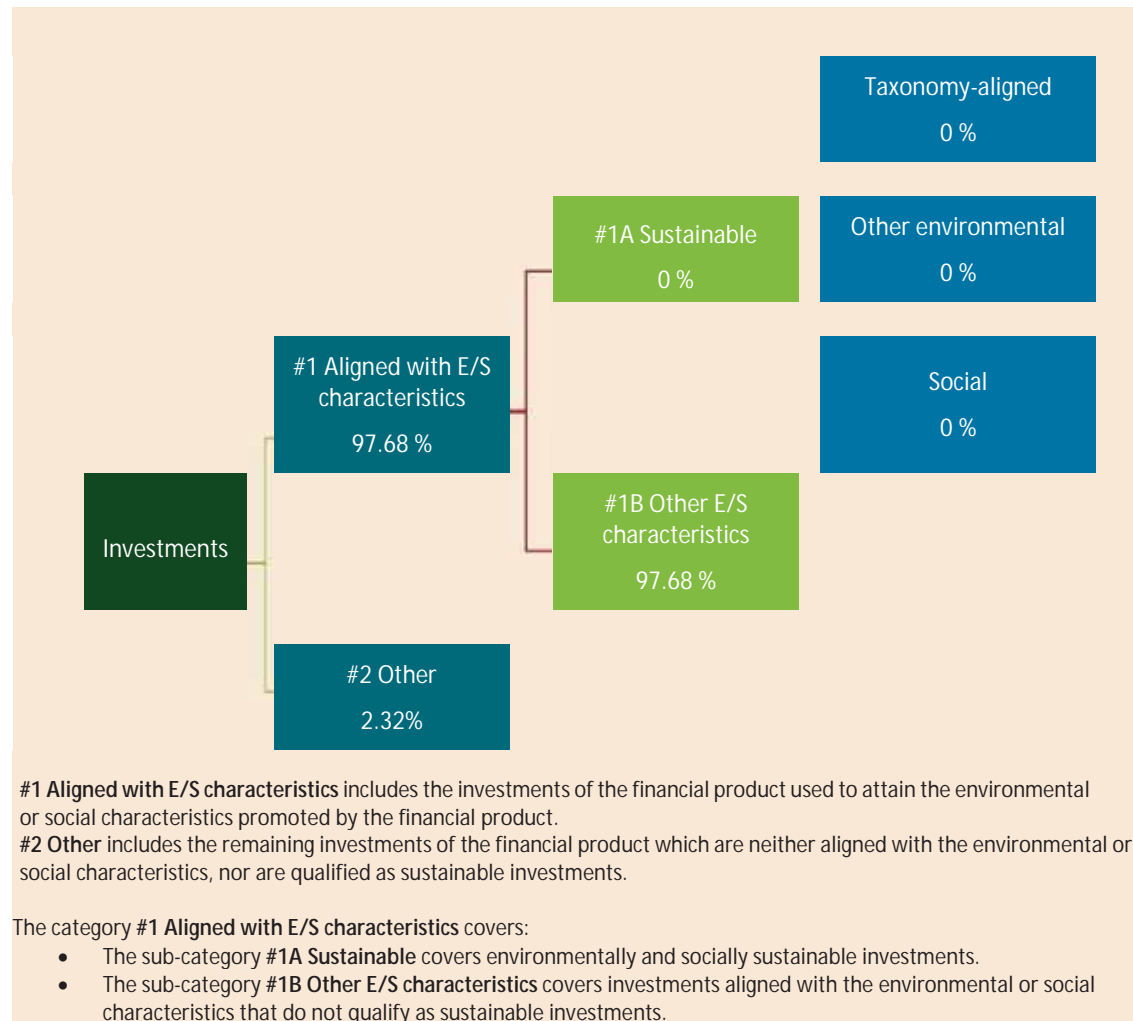 Taxonomy-aligned
0 %
#1A Sustainable
0 %
Other environmental
0 %
#1 Aligned with E/S
characteristics
97.68 %
Social
0 %
Investments
#1B Other E/S
characteristics
97.68 %
#2 Other
2.32%
#1 Aligned with E/S characteristics includes the investments of the financial product used to attain the environmental
or social characteristics promoted by the financial product.
#2 Other includes the remaining investments of the financial product which are neither aligned with the environmental or
social characteristics, nor are qualified as sustainable investments.
The category #1 Aligned with E/S characteristics covers:
• The sub-category #1A Sustainable covers environmentally and socially sustainable investments.
• The sub-category #1B Other E/S characteristics covers investments aligned with the environmental or social
characteristics that do not qualify as sustainable investments.